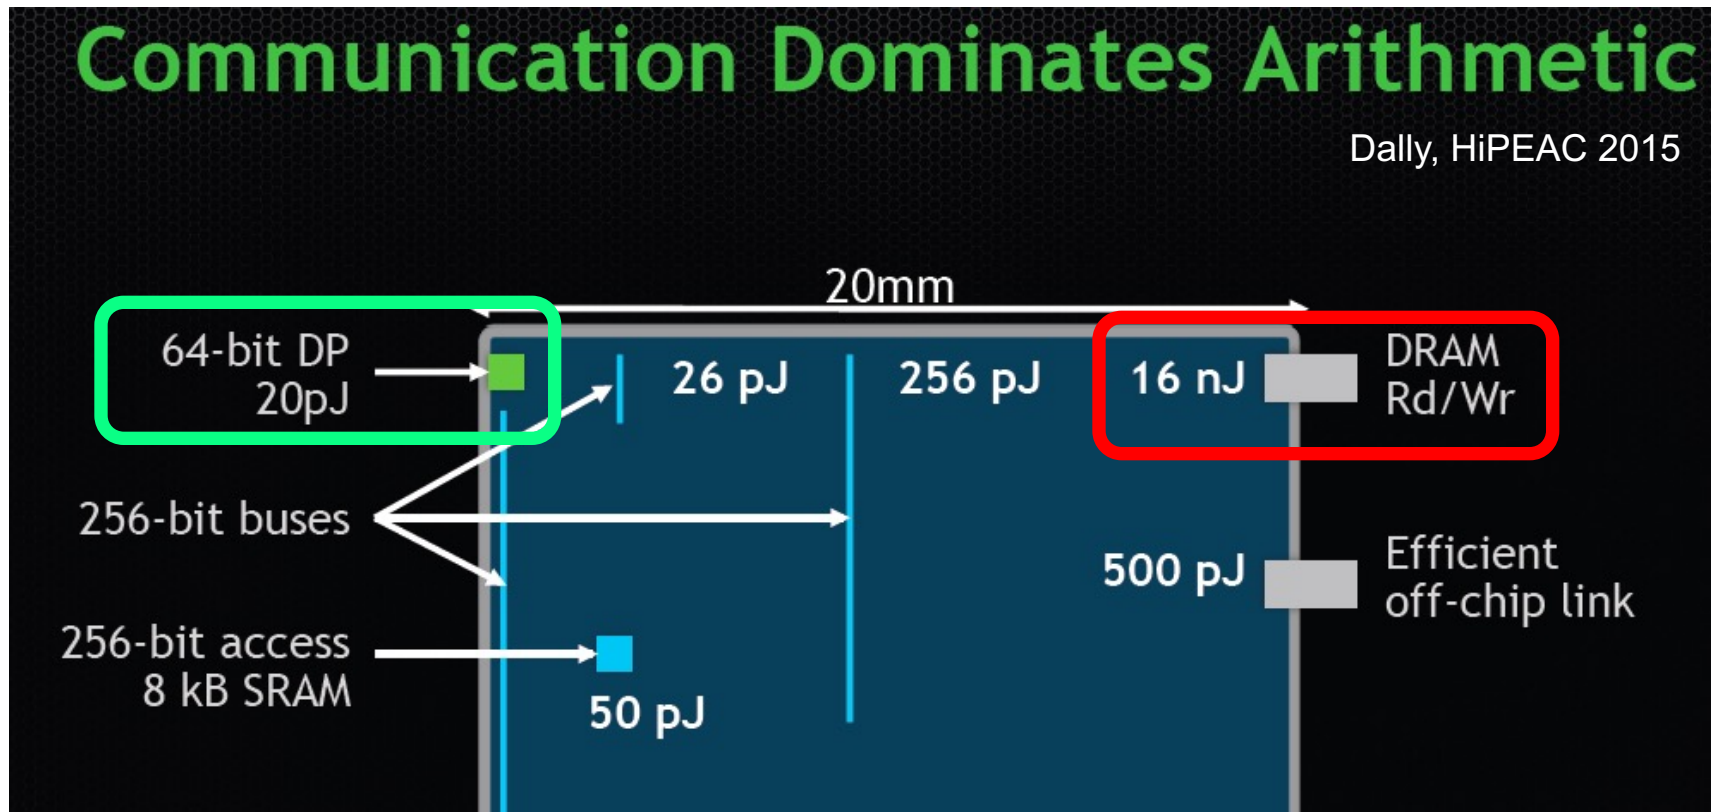 Communication Dominates Arithmetic
Dally, HiPEAC 2015
20mm
64-bit DP
20pJ
26 pJ
256 pJ
16 nJ
DRAM
Rd/Wr
256-bit buses
500 pJ
Efficient
off-chip link
256-bit access
8 kB SRAM
50 pJ